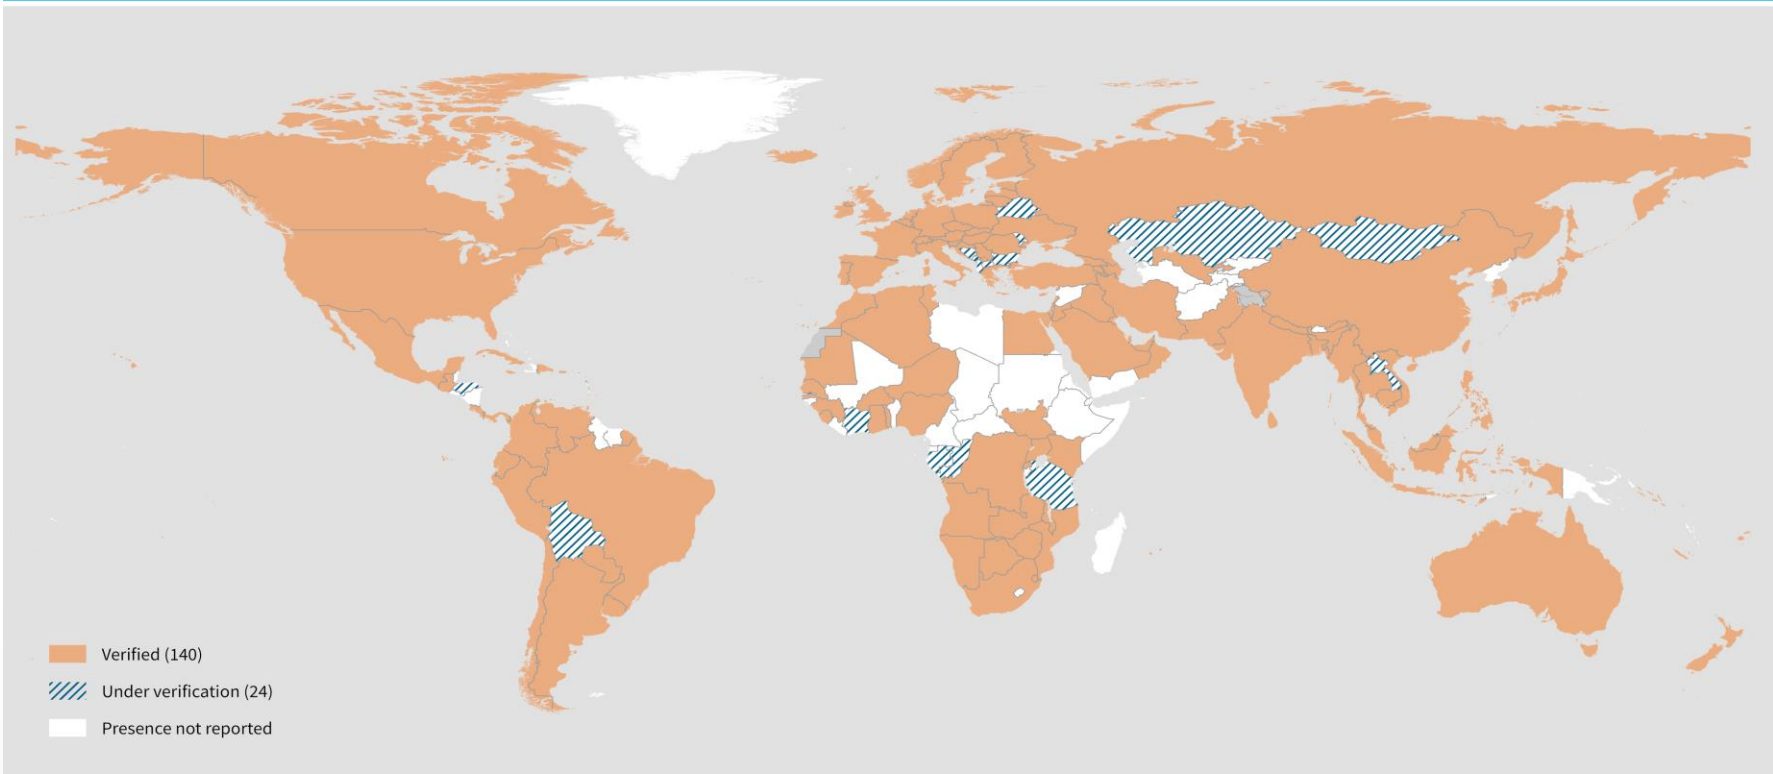 Verified (140)
Under verification (24)
Presence not reported